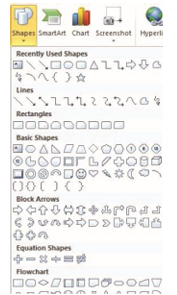 Shapes SmartArt Chart Screenshot Hyperli
Recently Used Shapes
Lines
Rectangles
Basic Shapes
Block Arrows
Equation Shapes
Flowchart